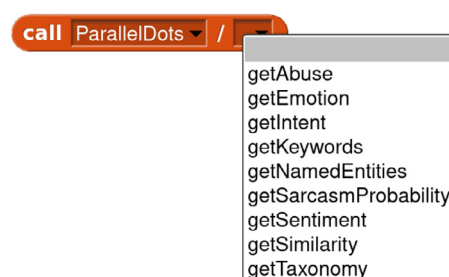 call ParallelDots /
getAbuse
getEmotion
getIntent
getKeywords
getNamedEntities
getSarcasmProbability
getSentiment
getSimilarity
getTaxonomy